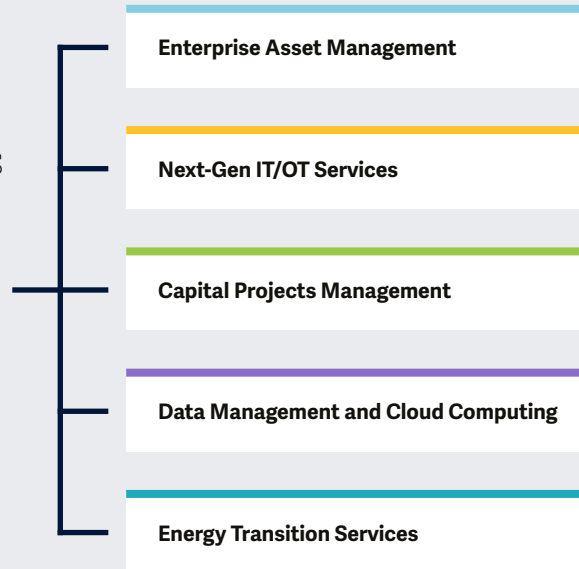 Enterprise Asset Management
Next-Gen IT/OT Services
Capital Projects Management
Data Management and Cloud Computing
Energy Transition Services